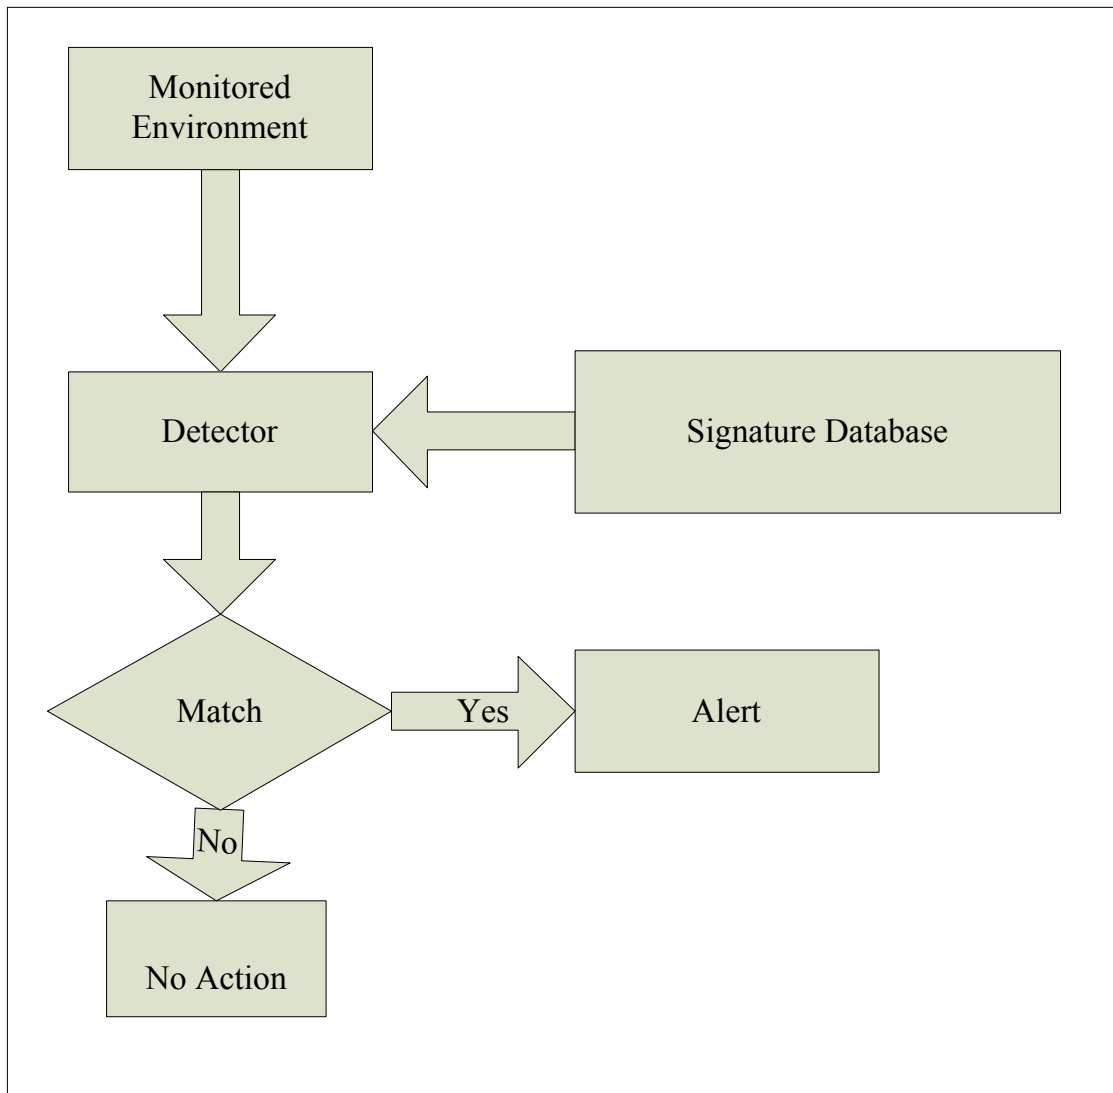 Monitored
Environment
Detector
Signature Database
Match
Yes
Alert
No
No Action